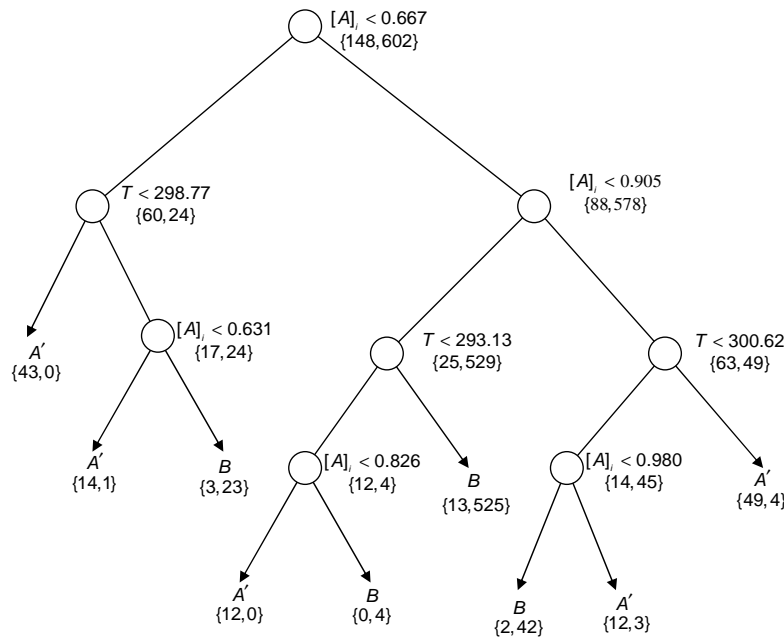 [A]ᵢ < 0.667
{148,602}
T < 298.77
{60,24}
[A]ᵢ < 0.905
{88,578}
[A]ᵢ < 0.631
{17,24}
T < 293.13
{25,529}
T < 300.62
{63,49}
A′
{43,0}
A′
{14,1}
B
{3,23}
[A]ᵢ < 0.826
{12,4}
B
{13,525}
[A]ᵢ < 0.980
{14,45}
A′
{49,4}
A′
{12,0}
B
{0,4}
B
{2,42}
A′
{12,3}